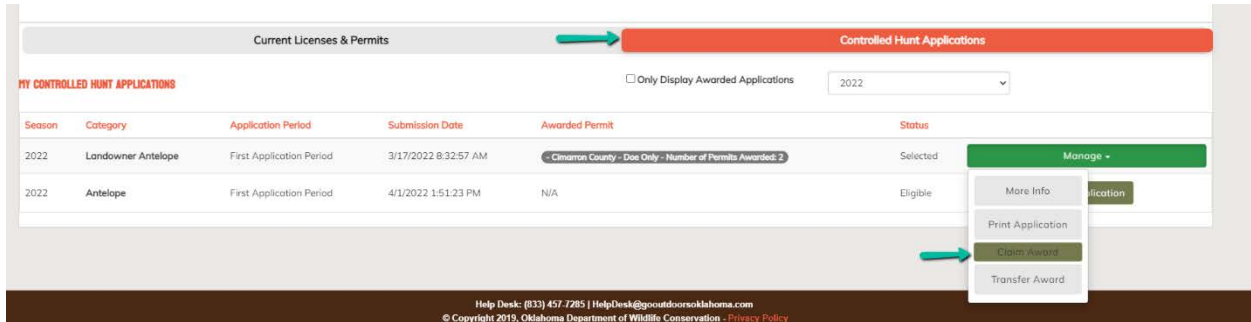 Current Licenses & Permits
Controlled Hunt Applications
MY CONTROLLED HUNT APPLICATIONS
Only Display Awarded Applications
2022
Season Category Application Period Submission Date Awarded Permit Status
2022 Landowner Antelope First Application Period 3/17/2022 8:32:57 AM - Cimarron County - Doe Only - Number of Permits Awarded: 2 Selected Manage
2022 Antelope First Application Period 4/1/2022 1:51:23 PM N/A Eligible
More Info
Print Application
Claim Award
Transfer Award
Help Desk: (833) 457-7285 | HelpDesk@gooutdoorsoklahoma.com
© Copyright 2019, Oklahoma Department of Wildlife Conservation - Privacy Policy